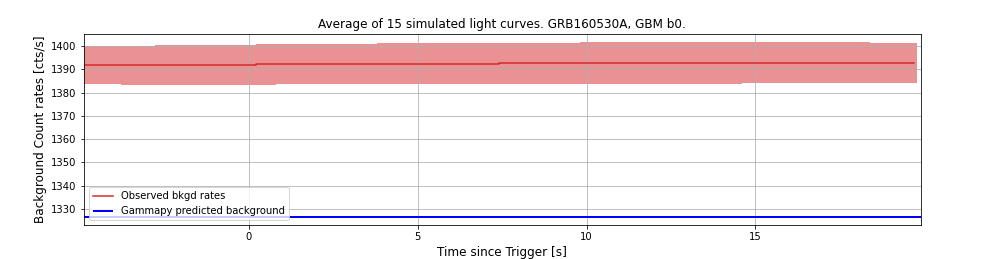 Average of 15 simulated light curves. GRB160530A, GBM b0.
Background Count rates [cts/s]
1400
1390
1380
1370
1360
1350
1340
1330
Observed bkgd rates
Gammapy predicted background
0 5 10 15
Time since Trigger [s]